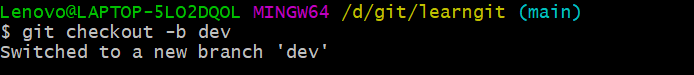 Lenovo@LAPTOP-5LO2DQOL MINGW64 /d/git/learngit (main)
$ git checkout -b dev
Switched to a new branch 'dev'